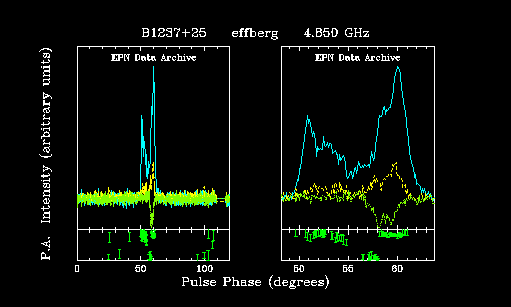 B1237+25 effberg 4.850 GHz
EPN Data Archive EPN Data Archive
P.A. Intensity (arbitrary units)
0 50 100 50 55 60
Pulse Phase (degrees)